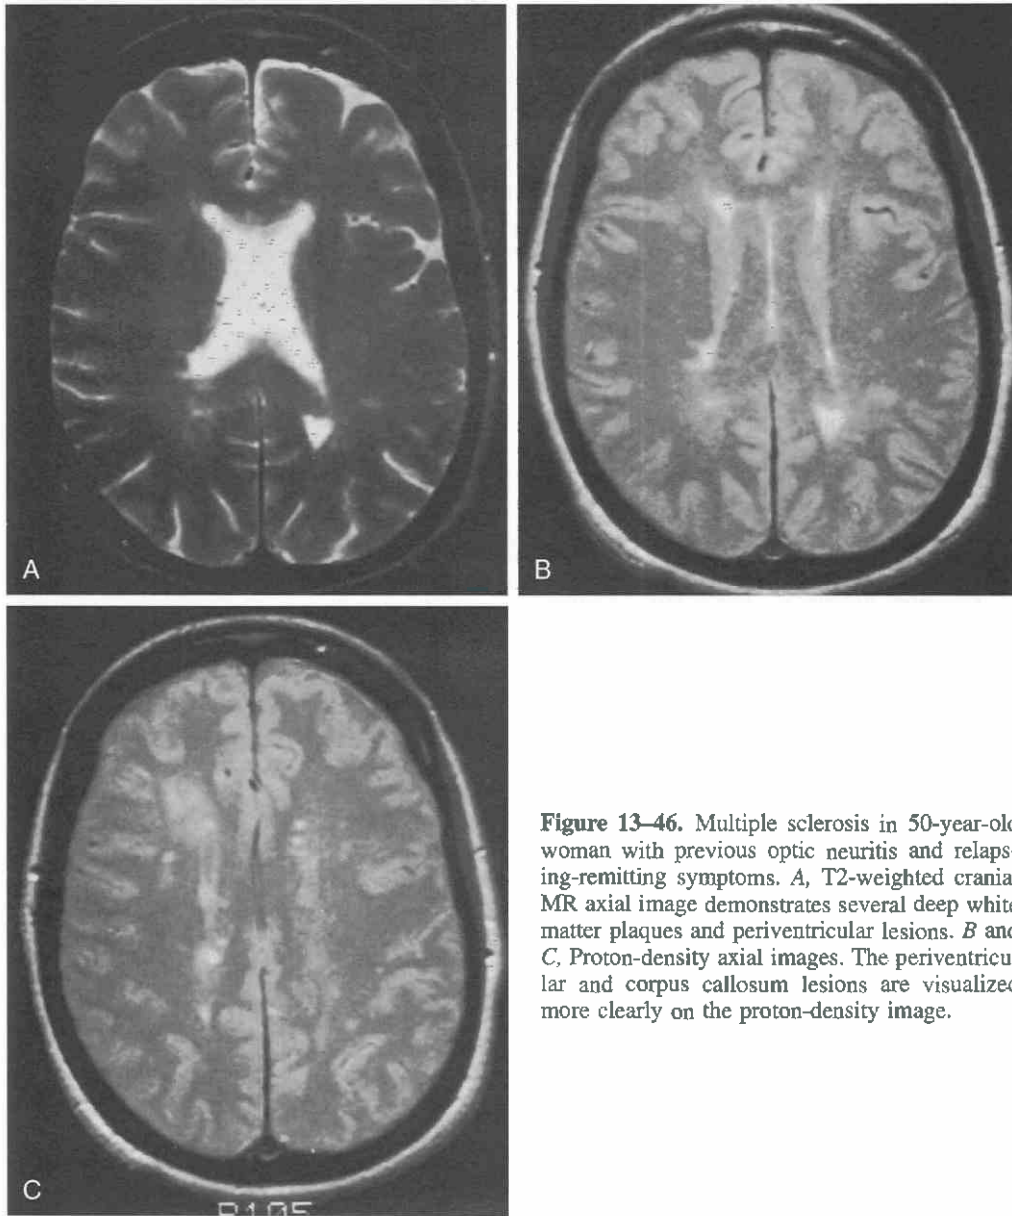 A
B
C
R105
Figure 13–46. Multiple sclerosis in 50-year-old
woman with previous optic neuritis and relaps-
ing-remitting symptoms. A, T2-weighted crania
MR axial image demonstrates several deep white
matter plaques and periventricular lesions. B and
C, Proton-density axial images. The periventricu
lar and corpus callosum lesions are visualized
more clearly on the proton-density image.